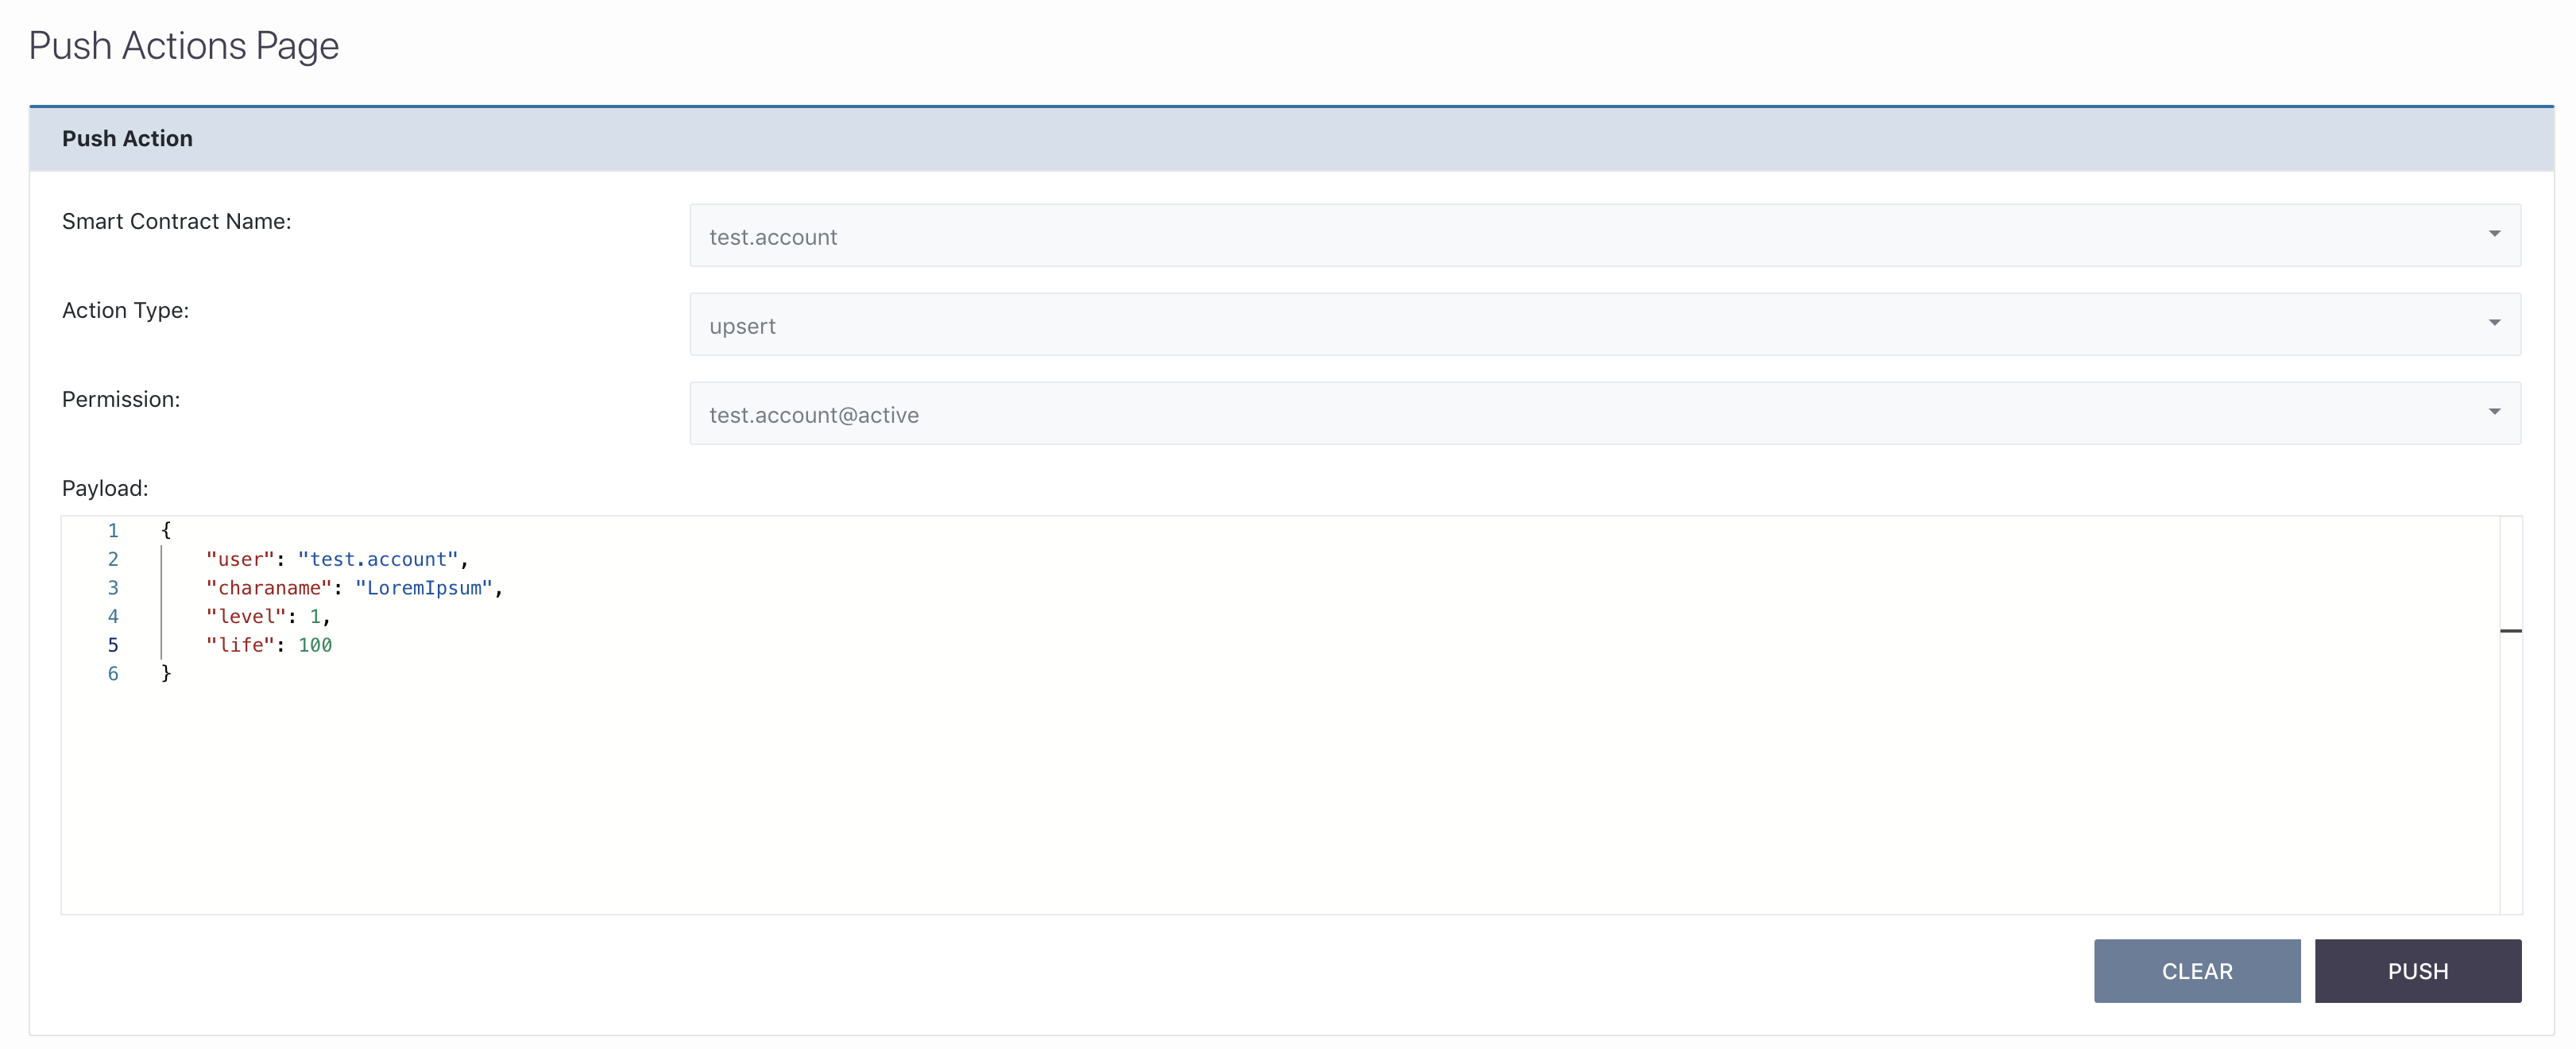 Push Actions Page
Push Action
Smart Contract Name:
test.account
Action Type:
upsert
Permission:
test.account@active
Payload:
1 {
2 "user": "test.account",
3 "charaname": "LoremIpsum",
4 "level": 1,
5 "life": 100
6 }
CLEAR PUSH